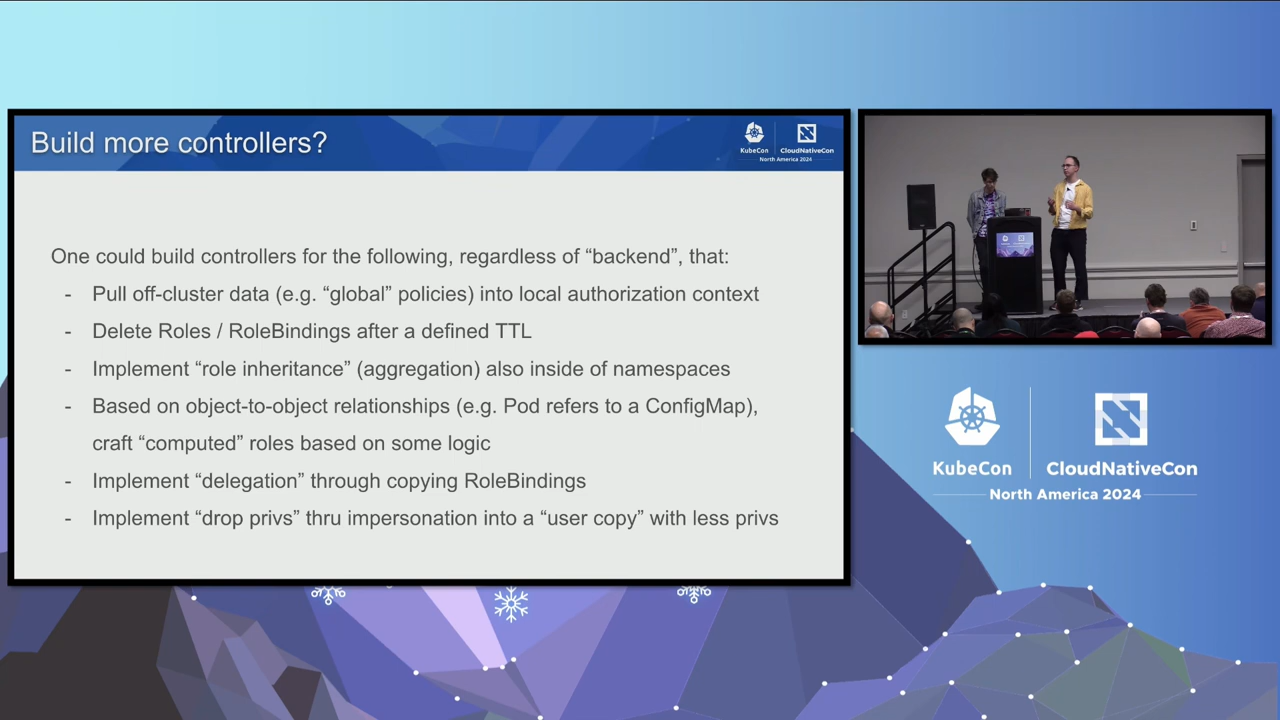 Build more controllers?
KubeCon
CloudNativeCon
North America 2024
One could build controllers for the following, regardless of “backend”, that:
- Pull off-cluster data (e.g. “global” policies) into local authorization context
- Delete Roles / RoleBindings after a defined TTL
- Implement “role inheritance” (aggregation) also inside of namespaces
- Based on object-to-object relationships (e.g. Pod refers to a ConfigMap),
craft “computed” roles based on some logic
- Implement “delegation” through copying RoleBindings
- Implement “drop privs” thru impersonation into a “user copy” with less privs
KubeCon
CloudNativeCon
North America 2024